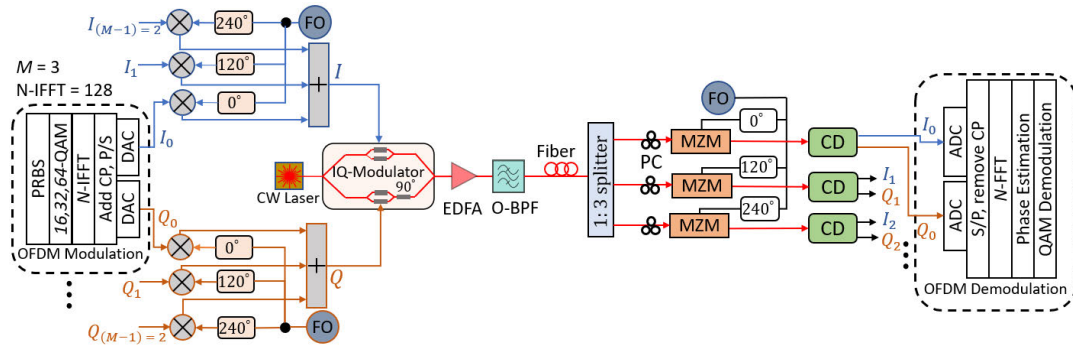 I(M−1)=2
240°
FO
M = 3
N-IFFT = 128
I1
120°
I
I0
0°
+
PRBS
16,32,64-QAM
N-IFFT
Add CP, P/S
DAC
DAC
OFDM Modulation
Q0
0°
Q1
120°
Q
+
Q(M−1)=2
240°
FO
CW Laser
IQ-Modulator
90°
EDFA
O-BPF
Fiber
1: 3 splitter
PC
FO
0°
MZM
120°
MZM
240°
MZM
CD
CD
CD
I0
I1
Q1
I2
Q2
Q0
ADC
ADC
S/P, remove CP
N-FFT
Phase Estimation
QAM Demodulation
OFDM Demodulation